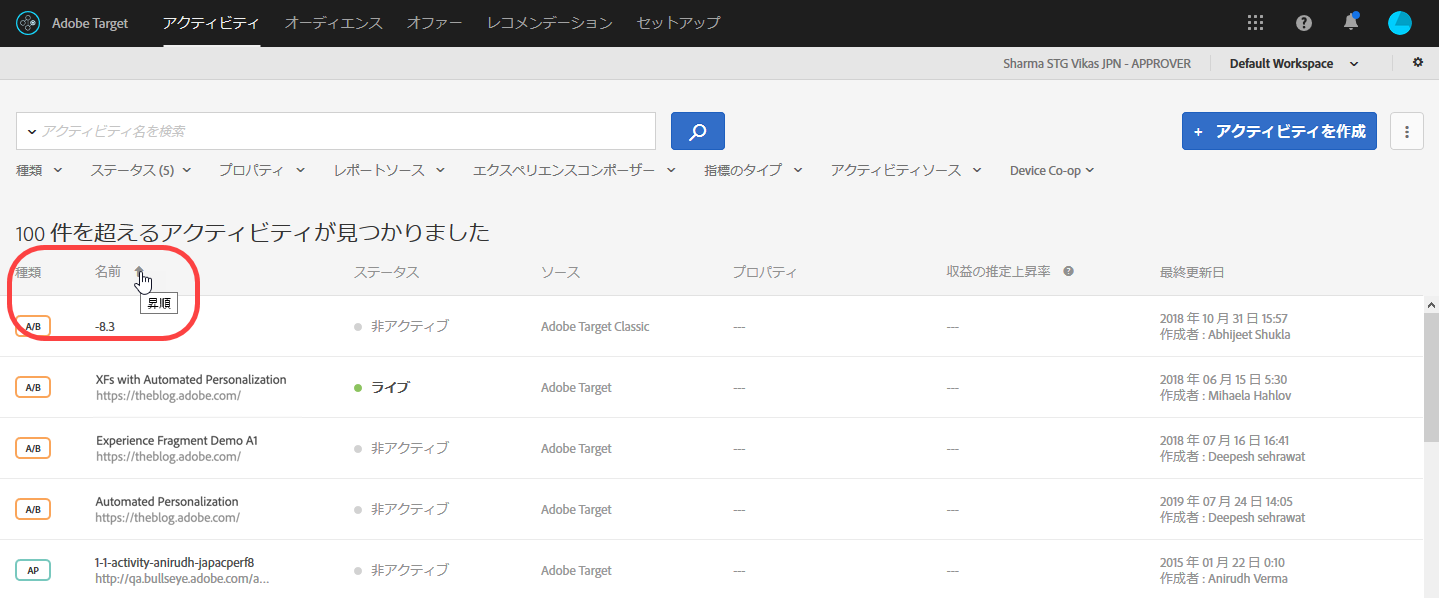 Adobe Target アクティビティ オーディエンス オファー レコメンデーション セットアップ
Sharma STG Vikas JPN - APPROVER Default Workspace
アクティビティ名を検索
+ アクティビティを作成
種類 ステータス (5) プロパティ レポートソース エクスペリエンスコンポーザー 指標のタイプ アクティビティソース Device Co-op
100 件を超えるアクティビティが見つかりました
種類 名前 ステータス ソース プロパティ 収益の推定上昇率 最終更新日
昇順
A/B -8.3 非アクティブ Adobe Target Classic --- --- 2018 年 10 月 31 日 15:57
作成者 : Abhijeet Shukla
A/B XFs with Automated Personalization ライブ Adobe Target --- --- 2018 年 06 月 15 日 5:30
https://theblog.adobe.com/ 作成者 : Mihaela Hahlov
A/B Experience Fragment Demo A1 非アクティブ Adobe Target --- --- 2018 年 07 月 16 日 16:41
https://theblog.adobe.com/ 作成者 : Deepesh sehrawat
A/B Automated Personalization 非アクティブ Adobe Target --- --- 2019 年 07 月 24 日 14:05
https://theblog.adobe.com/ 作成者 : Deepesh sehrawat
AP 1-1-activity-anirudh-japacperf8 非アクティブ Adobe Target --- --- 2015 年 01 月 22 日 0:10
http://qa.bullseye.adobe.com/a... 作成者 : Anirudh Verma